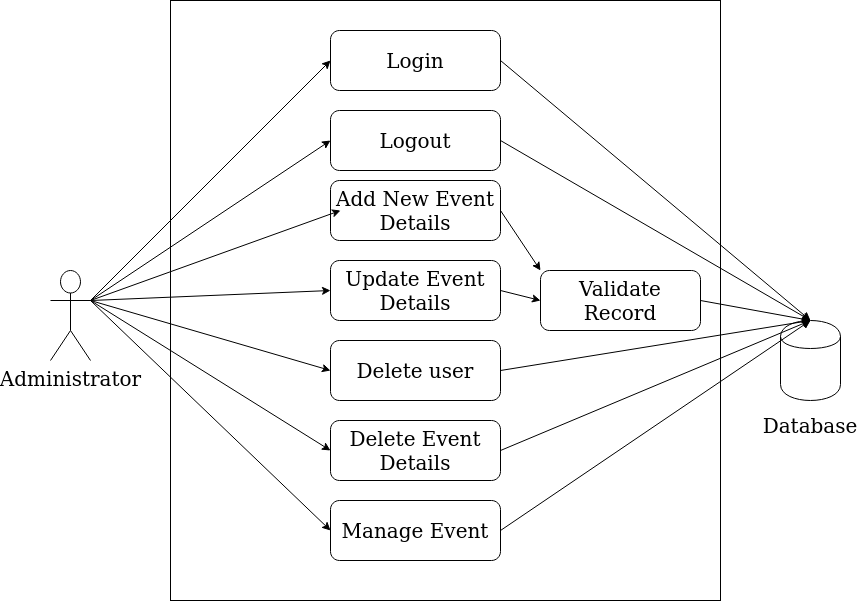 Login
Logout
Add New Event
Details
Update Event
Details
Validate
Record
Delete user
Administrator
Database
Delete Event
Details
Manage Event